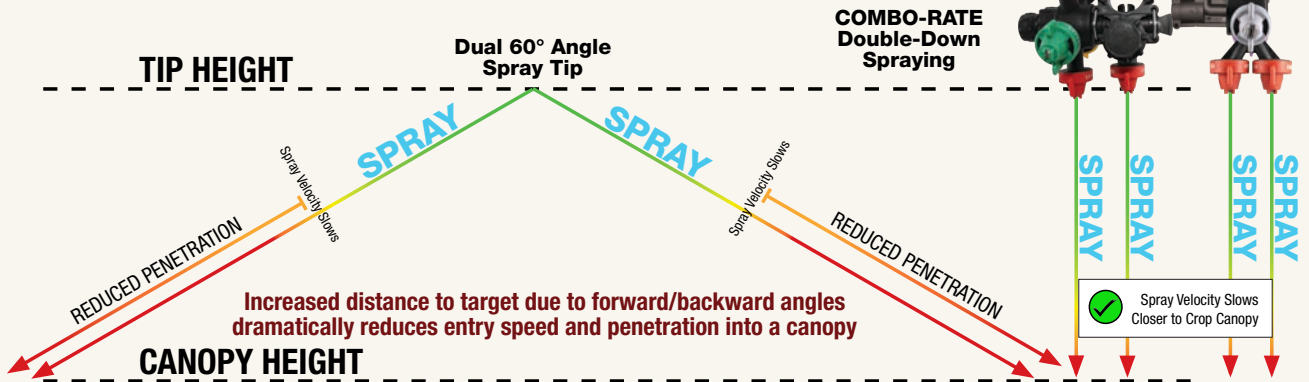 COMBO-RATE
Double-Down
Spraying
Dual 60° Angle
Spray Tip
TIP HEIGHT
SPRAY
SPRAY
Spray Velocity Slows
Spray Velocity Slows
REDUCED PENETRATION
REDUCED PENETRATION
SPRAY
SPRAY
SPRAY
SPRAY
Increased distance to target due to forward/backward angles
dramatically reduces entry speed and penetration into a canopy
Spray Velocity Slows
Closer to Crop Canopy
CANOPY HEIGHT